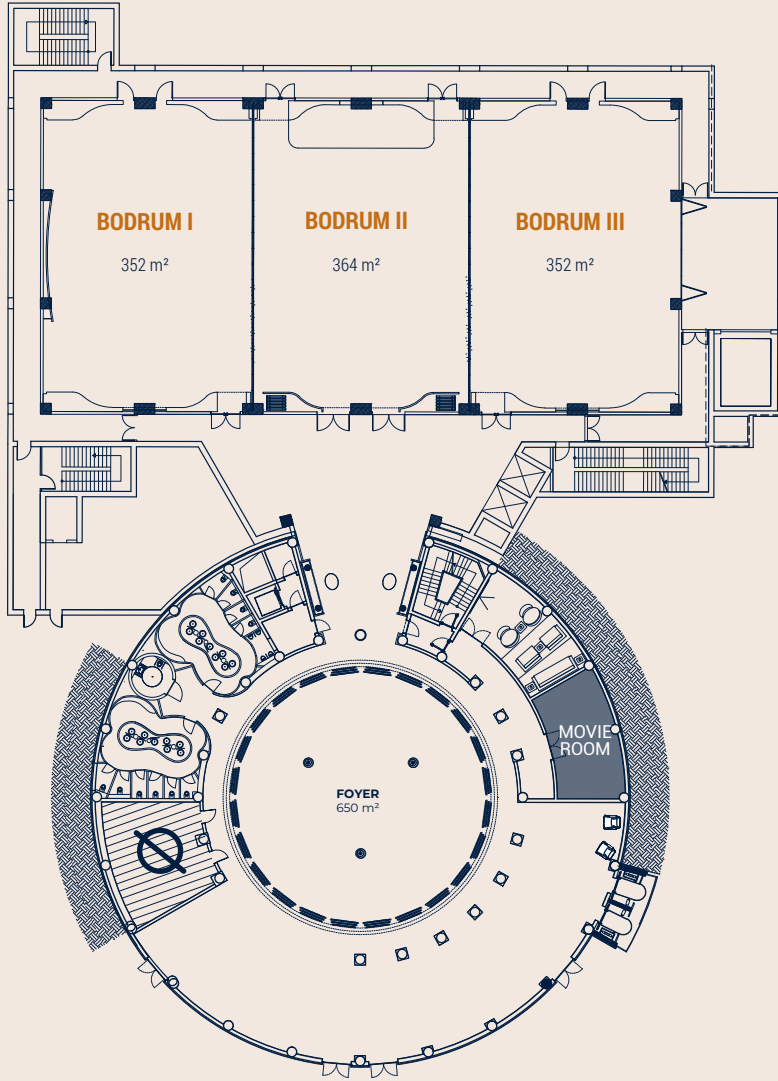 BODRUM I
352 m²
BODRUM II
364 m²
BODRUM III
352 m²
MOVIE
ROOM
FOYER
650 m²